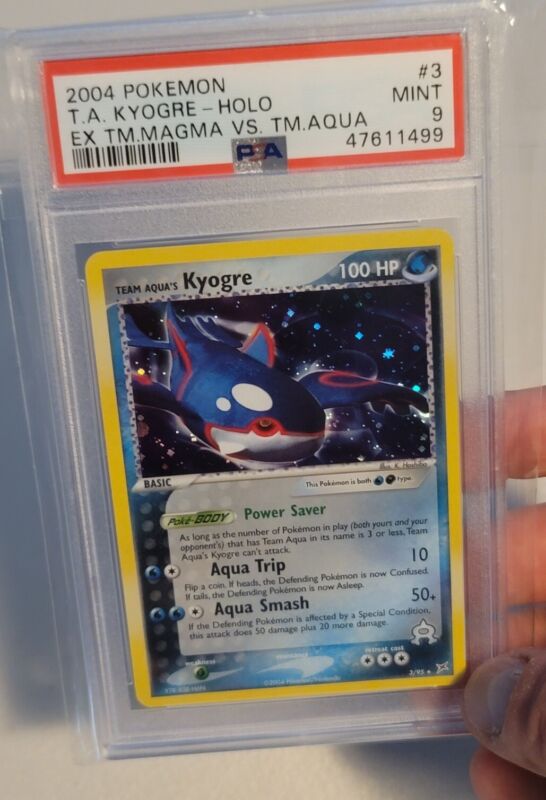 2004 POKEMON #3
T.A. KYOGRE - HOLO MINT
EX TM.MAGMA VS. TM.AQUA 9
PSA 47611499
TEAM AQUA'S Kyogre 100 HP
Illus. K. Hoshiba
BASIC This Pokémon is both type.
Poké-BODY Power Saver
As long as the number of Pokémon in play (both yours and your
opponent's) that has Team Aqua in its name is 3 or less, Team
Aqua's Kyogre can't attack.
Aqua Trip 10
Flip a coin. If heads, the Defending Pokémon is now Confused.
If tails, the Defending Pokémon is now Asleep.
Aqua Smash 50+
If the Defending Pokémon is affected by a Special Condition,
this attack does 50 damage plus 20 more damage.
weakness resistance retreat cost
©2004 Pokémon/Nintendo 3/95 ★